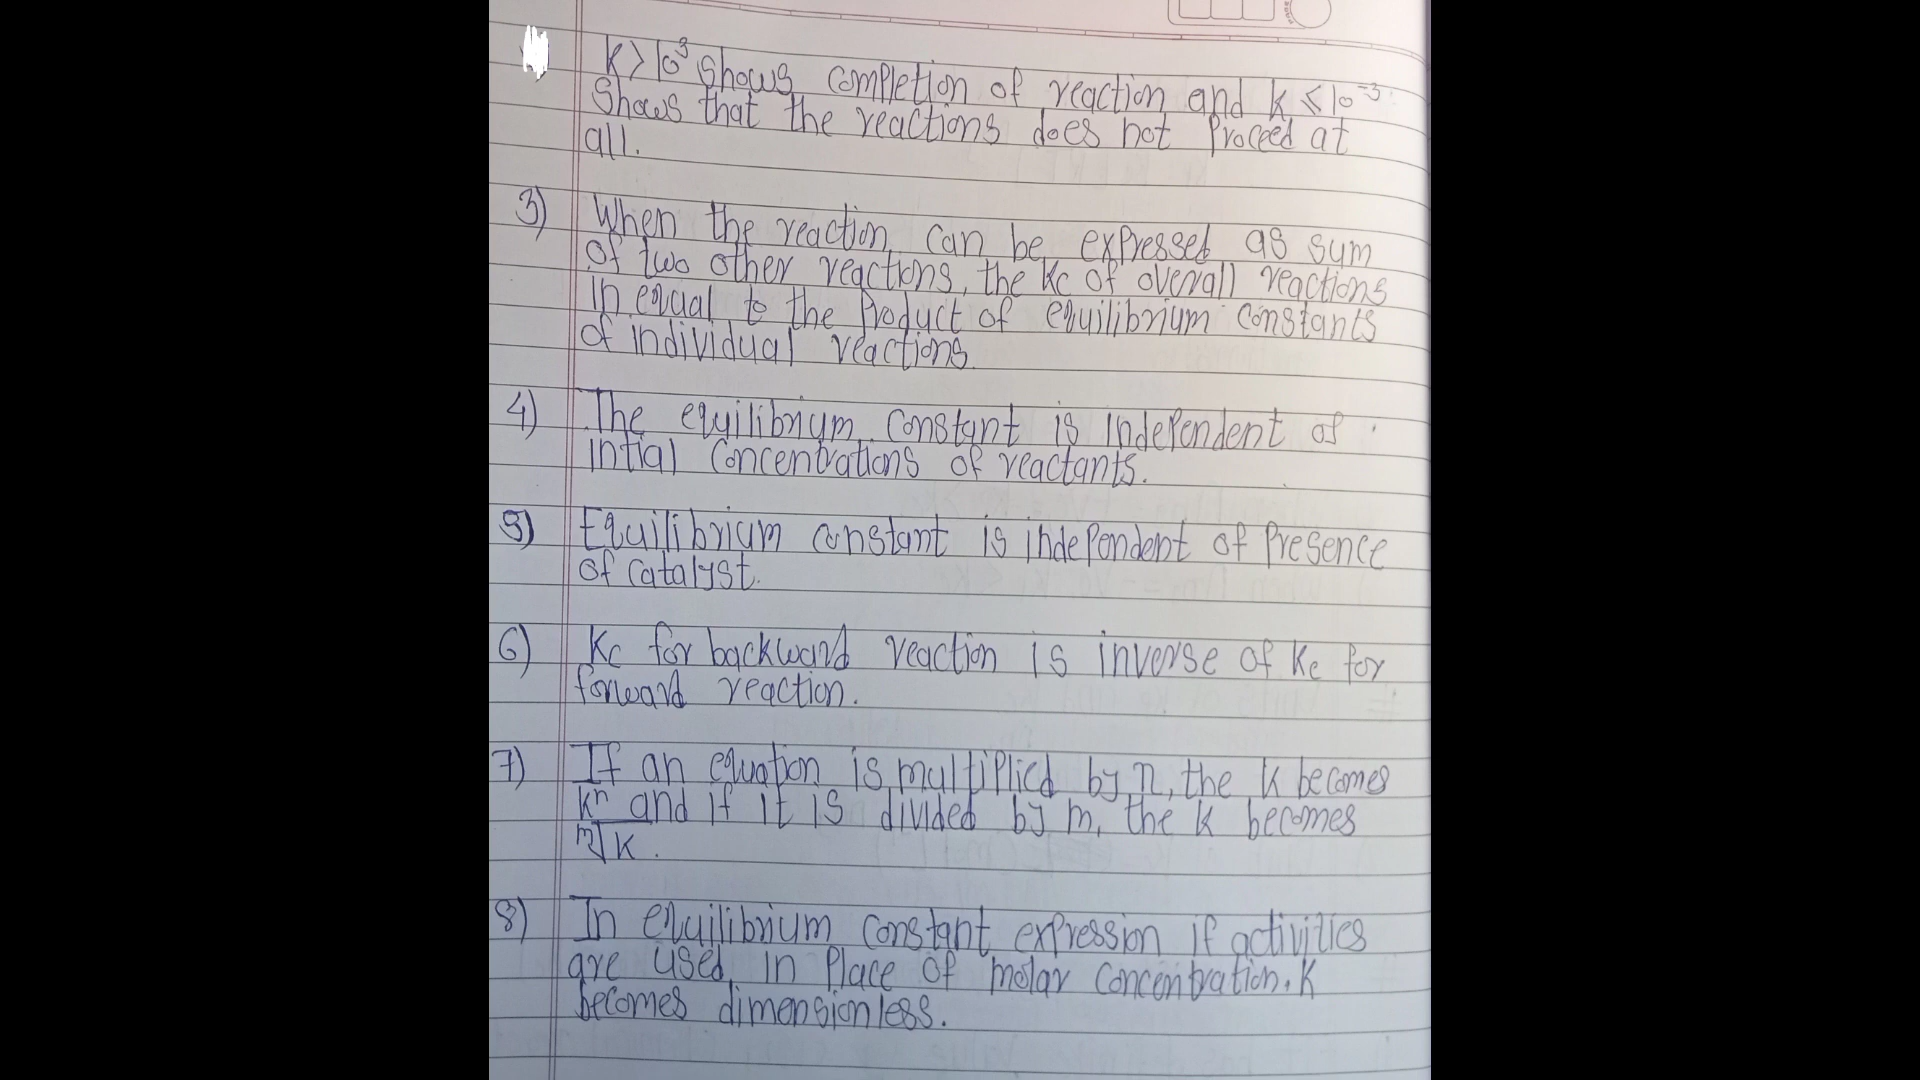 K > 10³ shows completion of reaction and K ≤ 10⁻³
shows that the reactions does not proceed at
all.
3) When the reaction can be expressed as sum
of two other reactions, the Kc of overall reactions
in equal to the product of equilibrium constants
of individual reactions.
4) The equilibrium constant is independent of
intial concentrations of reactants.
5) Equilibrium constant is independent of presence
of catalyst.
6) Kc for backward reaction is inverse of Kc for
forward reaction.
7) If an equation is multiplied by n, the K becomes
Kⁿ and if it is divided by m, the K becomes
ᵐ√K.
8) In equilibrium constant expression if activities
are used in place of molar concentration. K
becomes dimensionless.